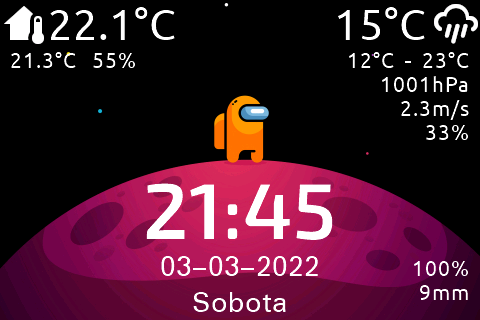 22.1°C
21.3°C 55%
15°C
12°C - 23°C
1001hPa
2.3m/s
33%
21:45
03-03-2022
Sobota
100%
9mm